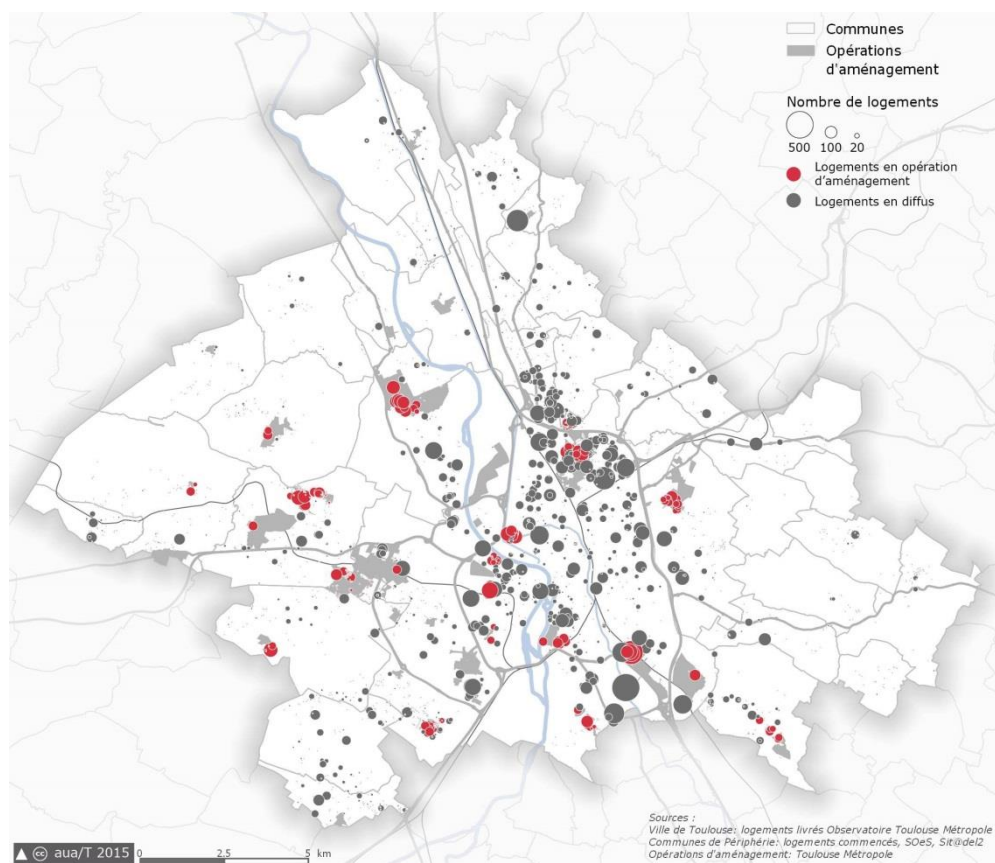 Communes
Opérations
d'aménagement
Nombre de logements
500 100 20
Logements en opération
d'aménagement
Logements en diffus
Sources :
Ville de Toulouse: logements livrés Observatoire Toulouse Métropole
Communes de Périphérie: logements commencés, SOeS, Sit@del2
Opérations d'aménagement: Toulouse Métropole
cc aua/T 2015
0 2.5 5 km